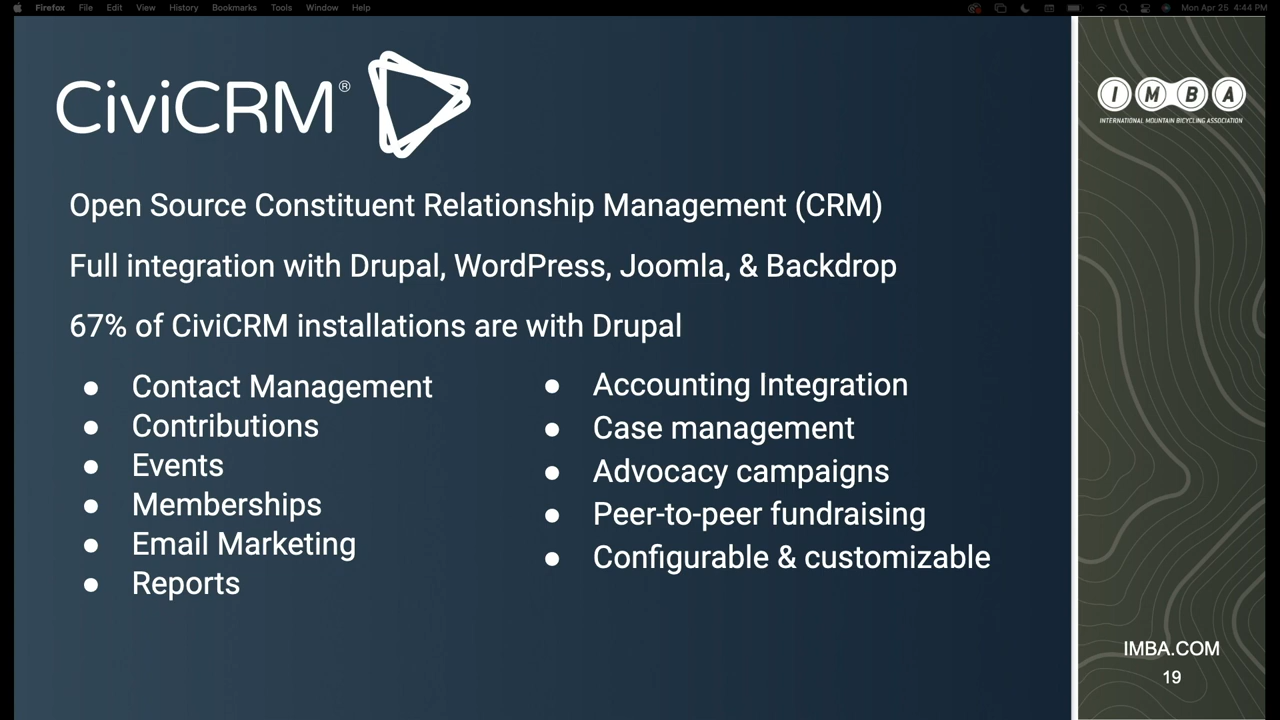 Firefox File Edit View History Bookmarks Tools Window Help Mon Apr 25 4:44 PM
CiviCRM®
IMBA
INTERNATIONAL MOUNTAIN BICYCLING ASSOCIATION
Open Source Constituent Relationship Management (CRM)
Full integration with Drupal, WordPress, Joomla, & Backdrop
67% of CiviCRM installations are with Drupal
● Contact Management
● Contributions
● Events
● Memberships
● Email Marketing
● Reports
● Accounting Integration
● Case management
● Advocacy campaigns
● Peer-to-peer fundraising
● Configurable & customizable
IMBA.COM
19